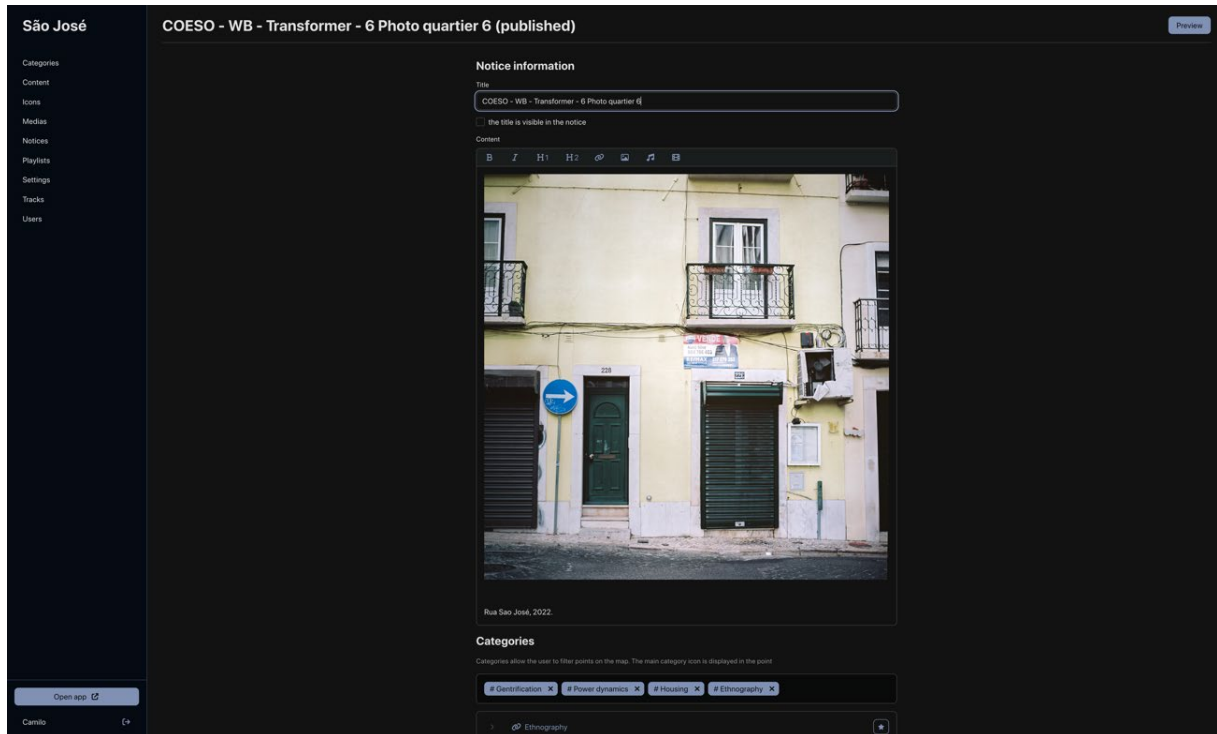 São José
COESO - WB - Transformer - 6 Photo quartier 6 (published)
Preview
Categories
Content
Icons
Medias
Notices
Playlists
Settings
Tracks
Users
Open app
Camilo
Notice information
Title
COESO - WB - Transformer - 6 Photo quartier 6
the title is visible in the notice
Content
B I H1 H2
228
Rua Sao José, 2022.
Categories
Categories allow the user to filter points on the map. The main category icon is displayed in the point
# Gentrification × # Power dynamics × # Housing × # Ethnography ×
Ethnography